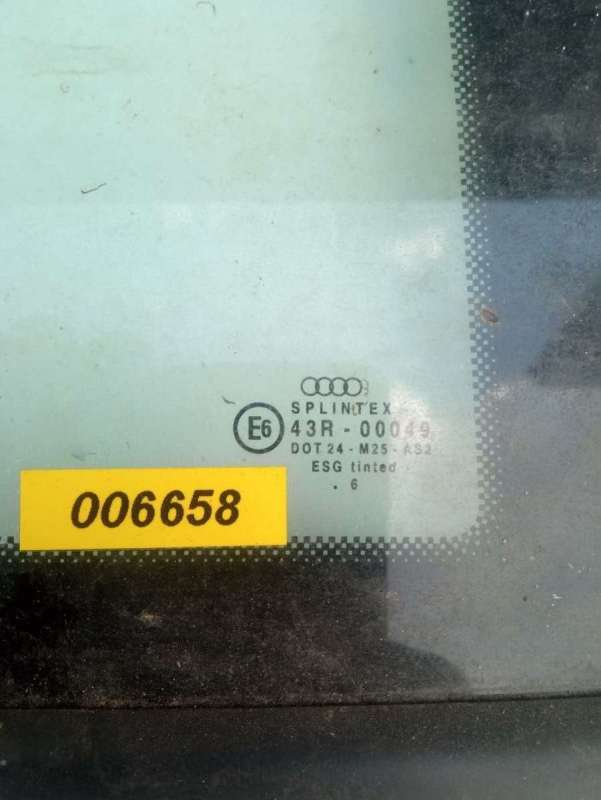 SPLINTEX
E6
43R - 00049
DOT 24 - M25 - AS2
ESG tinted
. 6
006658